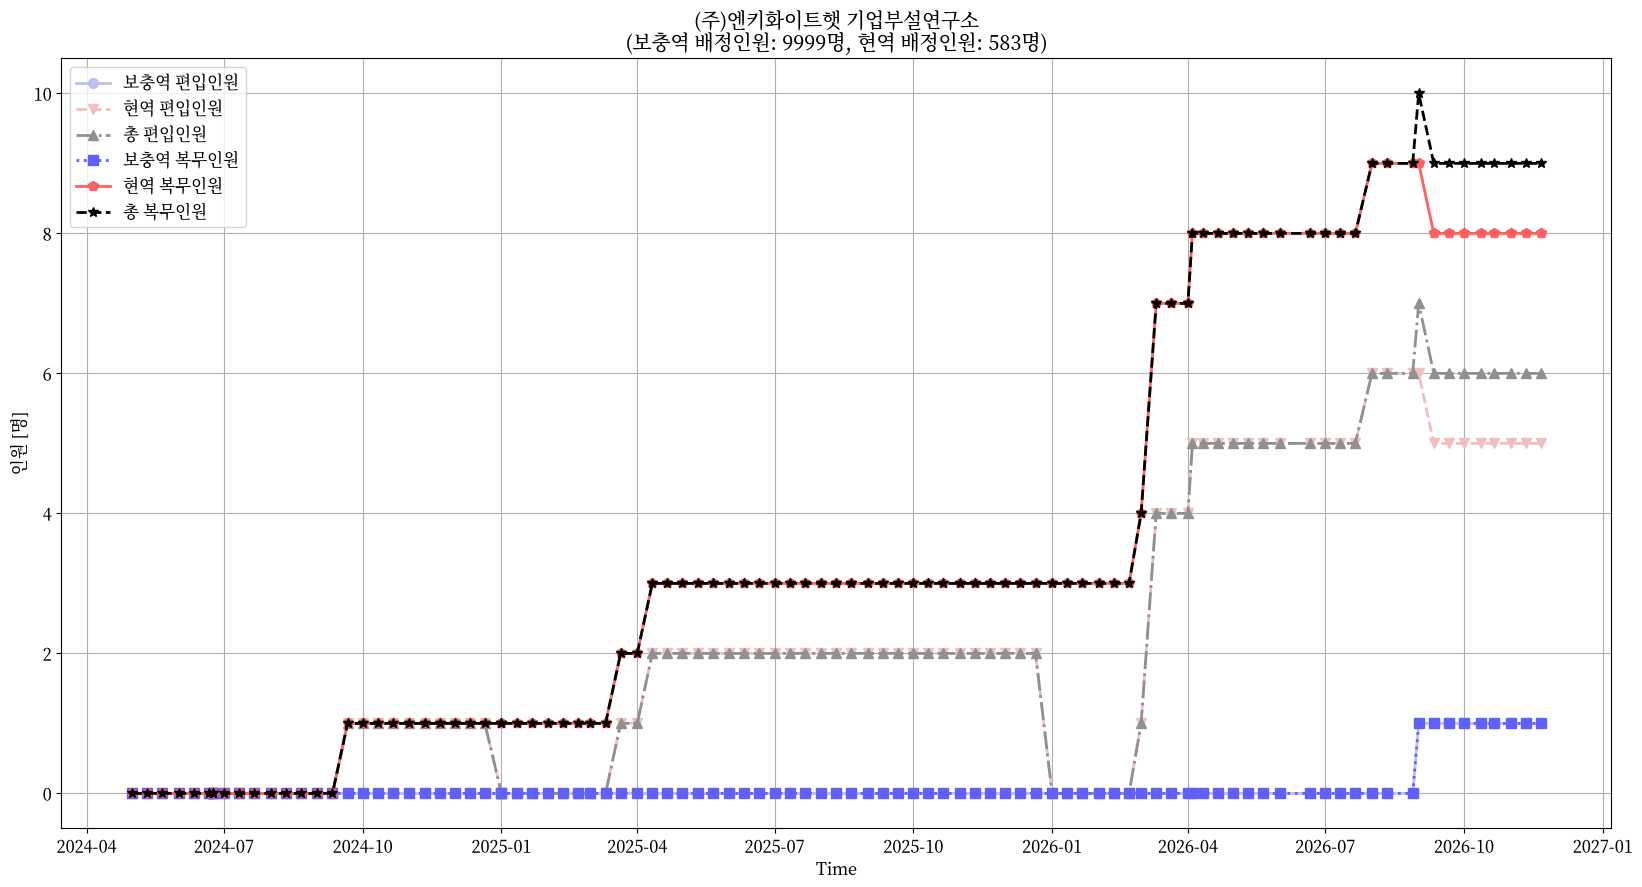 (주)엔키화이트햇 기업부설연구소
(보충역 배정인원: 9999명, 현역 배정인원: 583명)
보충역 편입인원
현역 편입인원
총 편입인원
보충역 복무인원
현역 복무인원
총 복무인원
인원 [명]
10
8
6
4
2
0
2024-04 2024-07 2024-10 2025-01 2025-04 2025-07 2025-10 2026-01 2026-04 2026-07 2026-10 2027-01
Time